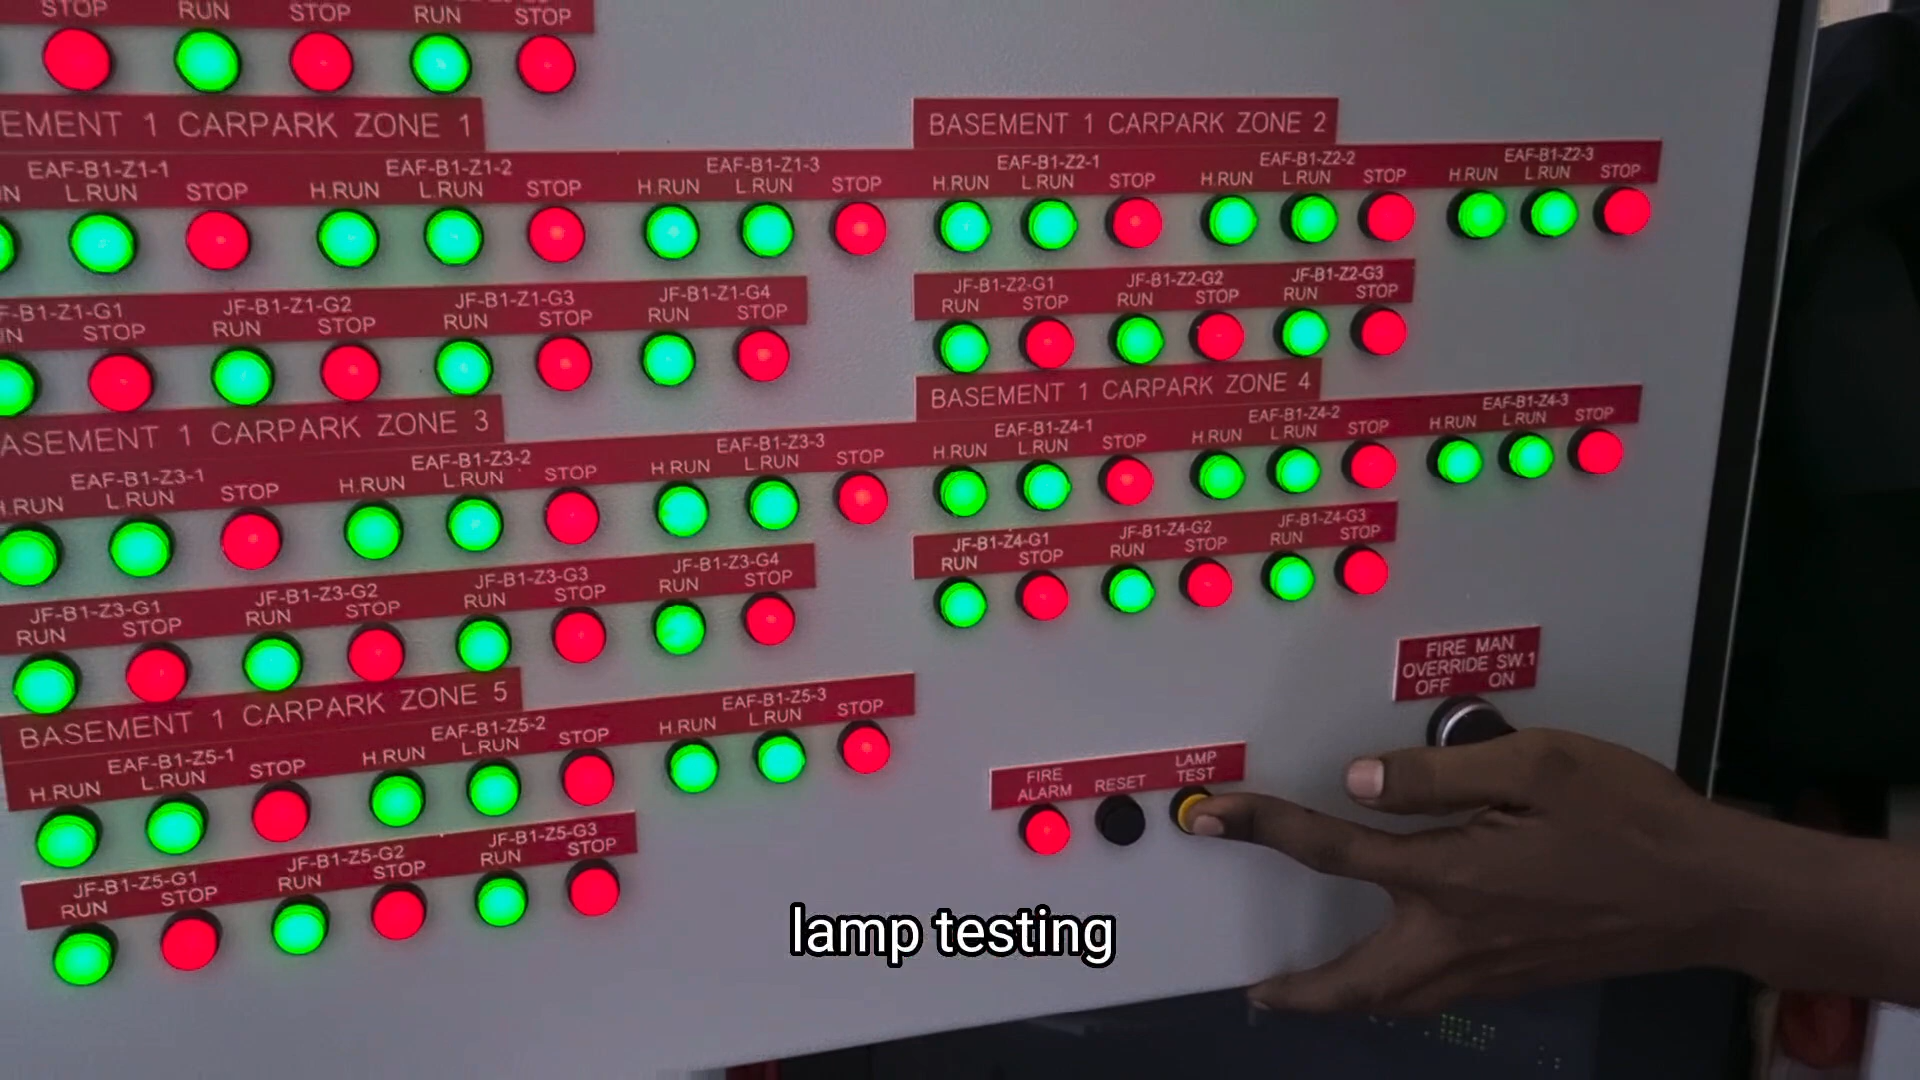 STOP RUN STOP RUN STOP
EMENT 1 CARPARK ZONE 1
EAF-B1-Z1-1 EAF-B1-Z1-2 EAF-B1-Z1-3
L.RUN STOP H.RUN L.RUN STOP H.RUN L.RUN STOP
JF-B1-Z1-G2 JF-B1-Z1-G3 JF-B1-Z1-G4
STOP RUN STOP RUN STOP RUN STOP
BASEMENT 1 CARPARK ZONE 2
EAF-B1-Z2-1 EAF-B1-Z2-2 EAF-B1-Z2-3
H.RUN L.RUN STOP H.RUN L.RUN STOP H.RUN L.RUN STOP
JF-B1-Z2-G1 JF-B1-Z2-G2 JF-B1-Z2-G3
RUN STOP RUN STOP RUN STOP
ASEMENT 1 CARPARK ZONE 3
EAF-B1-Z3-1 EAF-B1-Z3-2 EAF-B1-Z3-3
H.RUN L.RUN STOP H.RUN L.RUN STOP H.RUN L.RUN STOP
JF-B1-Z3-G1 JF-B1-Z3-G2 JF-B1-Z3-G3 JF-B1-Z3-G4
RUN STOP RUN STOP RUN STOP RUN STOP
BASEMENT 1 CARPARK ZONE 4
EAF-B1-Z4-1 EAF-B1-Z4-2 EAF-B1-Z4-3
H.RUN L.RUN STOP H.RUN L.RUN STOP H.RUN L.RUN STOP
JF-B1-Z4-G1 JF-B1-Z4-G2 JF-B1-Z4-G3
RUN STOP RUN STOP RUN STOP
BASEMENT 1 CARPARK ZONE 5
EAF-B1-Z5-1 EAF-B1-Z5-2 EAF-B1-Z5-3
H.RUN L.RUN STOP H.RUN L.RUN STOP H.RUN L.RUN STOP
JF-B1-Z5-G1 JF-B1-Z5-G2 JF-B1-Z5-G3
RUN STOP RUN STOP RUN STOP
FIRE MAN
OVERRIDE SW.1
OFF ON
FIRE
ALARM
RESET
LAMP
TEST
lamp testing